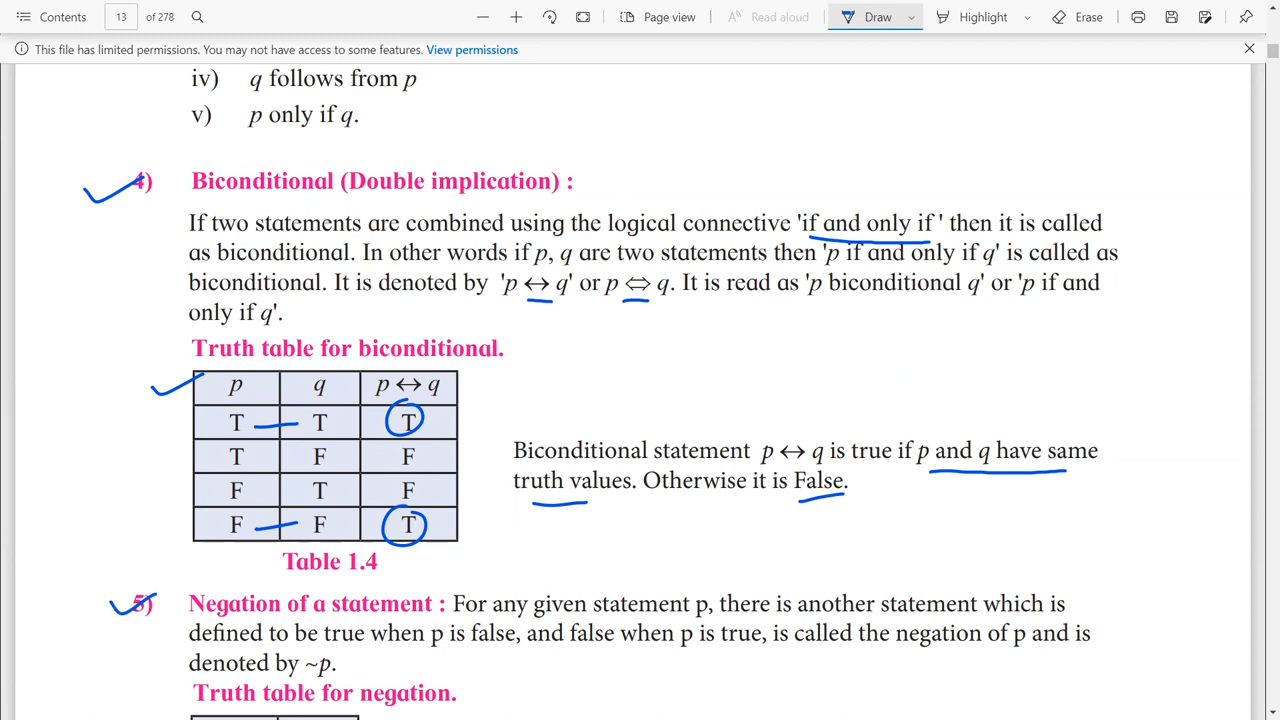 Contents 13 of 278 Page view Read aloud Draw Highlight Erase
This file has limited permissions. You may not have access to some features. View permissions
iv) q follows from p
v) p only if q.
4) Biconditional (Double implication) :
If two statements are combined using the logical connective 'if and only if ' then it is called
as biconditional. In other words if p, q are two statements then 'p if and only if q' is called as
biconditional. It is denoted by 'p ↔ q' or p ⇔ q. It is read as 'p biconditional q' or 'p if and
only if q'.
Truth table for biconditional.
p q p ↔ q
T T T
T F F
F T F
F F T
Biconditional statement p ↔ q is true if p and q have same
truth values. Otherwise it is False.
Table 1.4
5) Negation of a statement : For any given statement p, there is another statement which is
defined to be true when p is false, and false when p is true, is called the negation of p and is
denoted by ~p.
Truth table for negation.